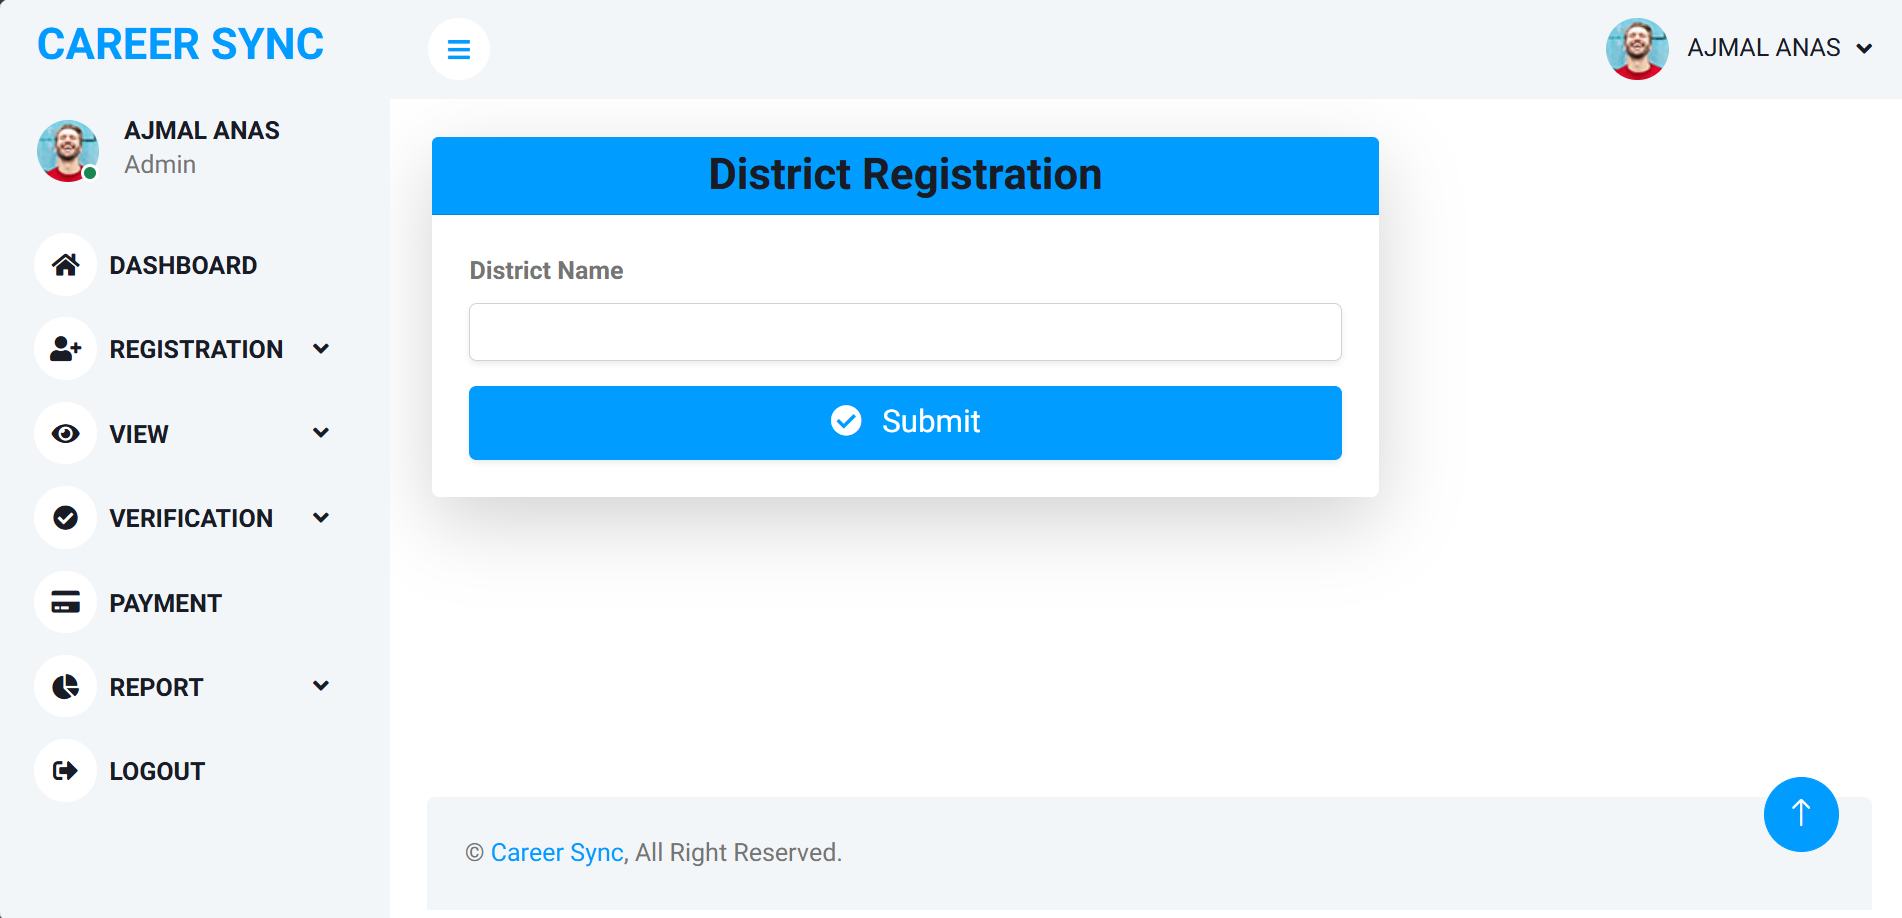 CAREER SYNC
AJMAL ANAS
AJMAL ANAS
Admin
DASHBOARD
REGISTRATION
VIEW
VERIFICATION
PAYMENT
REPORT
LOGOUT
District Registration
District Name
Submit
© Career Sync, All Right Reserved.